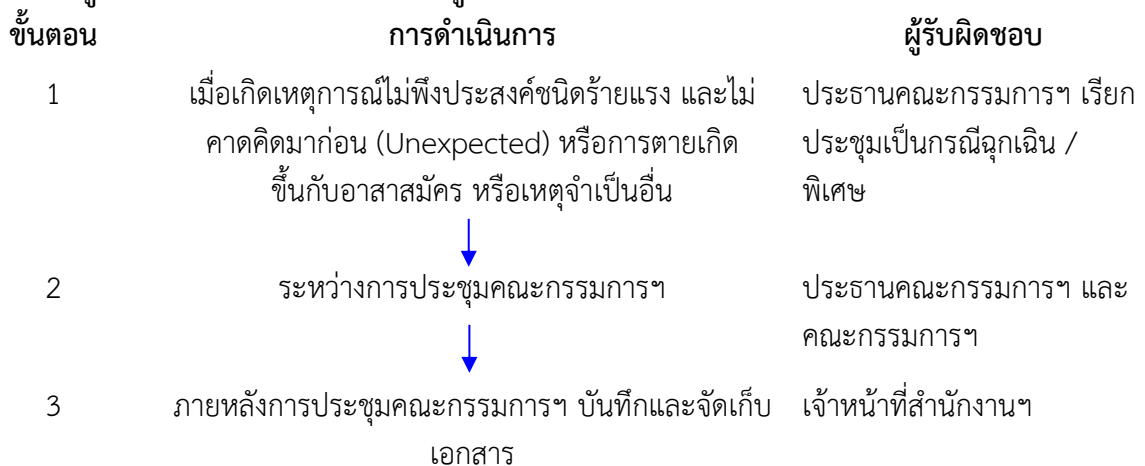 ขั้นตอน การดำเนินการ ผู้รับผิดชอบ
1 เมื่อเกิดเหตุการณ์ไม่พึงประสงค์ชนิดร้ายแรง และไม่ ประธานคณะกรรมการฯ เรียก
คาดคิดมาก่อน (Unexpected) หรือการตายเกิด ประชุมเป็นกรณีฉุกเฉิน /
ขึ้นกับอาสาสมัคร หรือเหตุจำเป็นอื่น พิเศษ
2 ระหว่างการประชุมคณะกรรมการฯ ประธานคณะกรรมการฯ และ
คณะกรรมการฯ
3 ภายหลังการประชุมคณะกรรมการฯ บันทึกและจัดเก็บ เจ้าหน้าที่สำนักงานฯ
เอกสาร